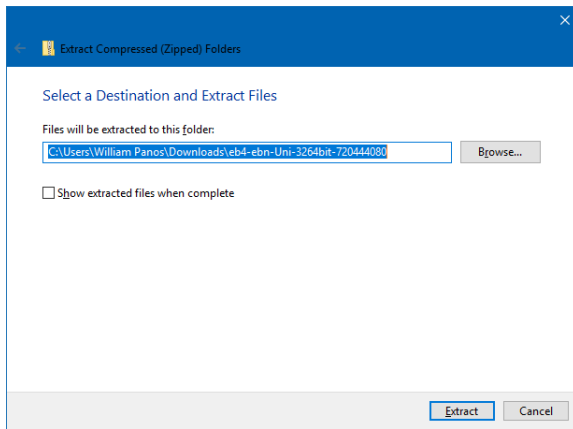 Extract Compressed (Zipped) Folders
Select a Destination and Extract Files
Files will be extracted to this folder:
C:\Users\William Panos\Downloads\eb4-ebn-Uni-3264bit-720444080
Browse...
Show extracted files when complete
Extract
Cancel